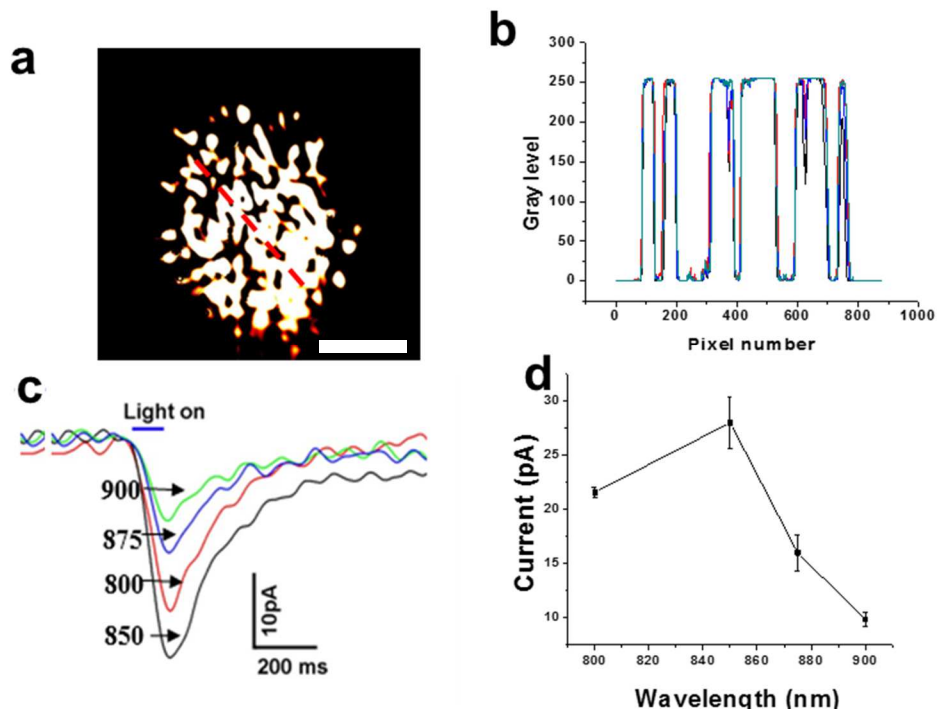 a
b
300
250
200
150
100
50
0
Gray level
0 200 400 600 800 1000
Pixel number
c
Light on
900
875
800
850
10pA
200 ms
d
30
25
20
15
10
Current (pA)
800 820 840 860 880 900
Wavelength (nm)